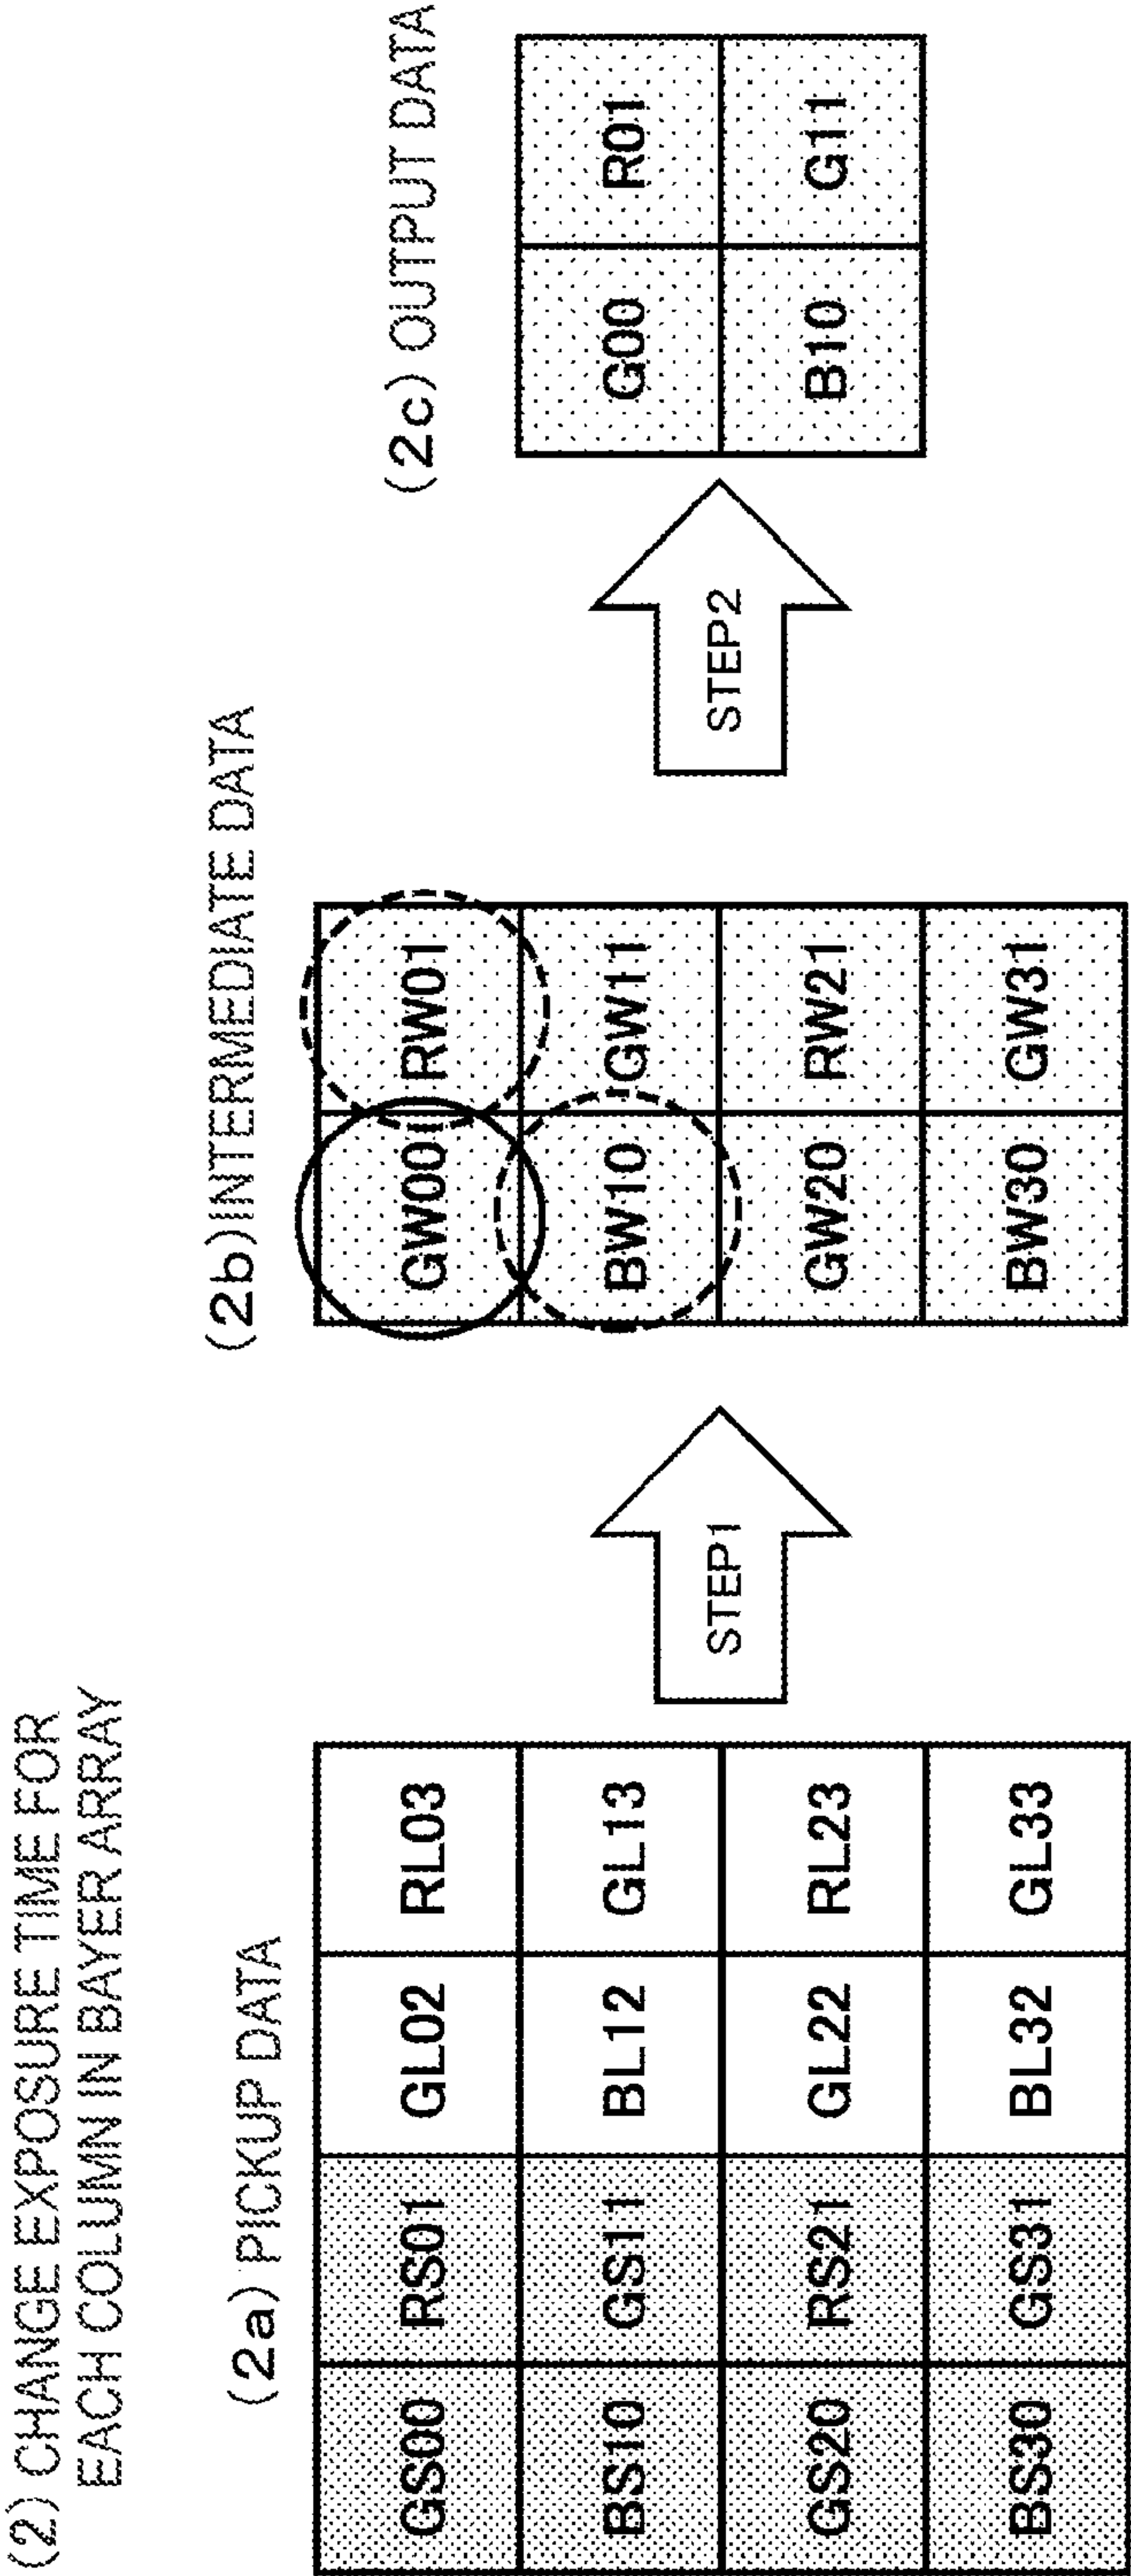 (2) CHANGE EXPOSURE TIME FOR
EACH COLUMN IN BAYER ARRAY
(2a) PICKUP DATA
GS00 RS01 GL02 RL03
BS10 GS11 BL12 GL13
GS20 RS21 GL22 RL23
BS30 GS31 BL32 GL33
STEP1
(2b)INTERMEDIATE DATA
GW00 RW01
BW10 GW11
GW20 RW21
BW30 GW31
STEP2
(2c) OUTPUT DATA
G00 R01
B10 G11